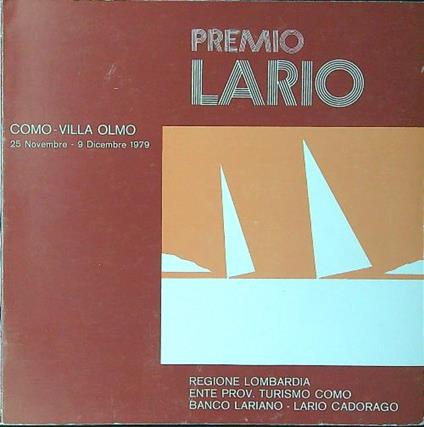 PREMIO
LARIO
COMO - VILLA OLMO
25 Novembre - 9 Dicembre 1979
REGIONE LOMBARDIA
ENTE PROV. TURISMO COMO
BANCO LARIANO - LARIO CADORAGO